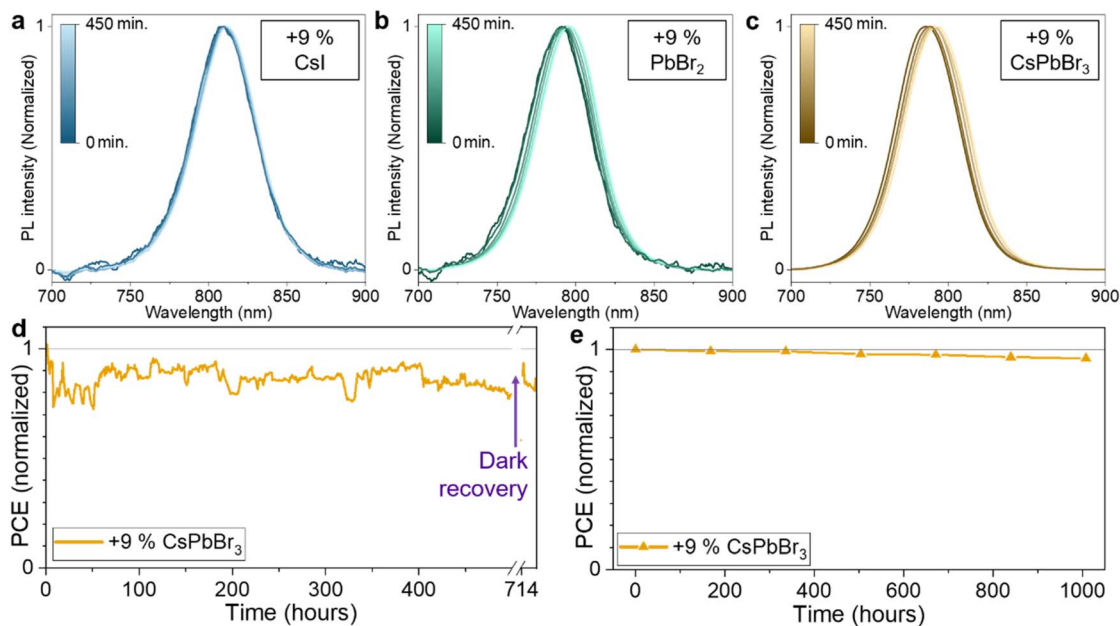 a
450 min.
0 min.
+9 %
CsI
PL intensity (Normalized)
1
0
700
750
800
850
900
Wavelength (nm)
b
450 min.
0 min.
+9 %
PbBr₂
PL intensity (Normalized)
1
0
700
750
800
850
900
Wavelength (nm)
c
450 min.
0 min.
+9 %
CsPbBr₃
PL intensity (Normalized)
1
0
700
750
800
850
900
Wavelength (nm)
d
PCE (normalized)
1
0
Dark
recovery
+9 % CsPbBr₃
0
100
200
300
400
714
Time (hours)
e
PCE (normalized)
1
0
+9 % CsPbBr₃
0
200
400
600
800
1000
Time (hours)